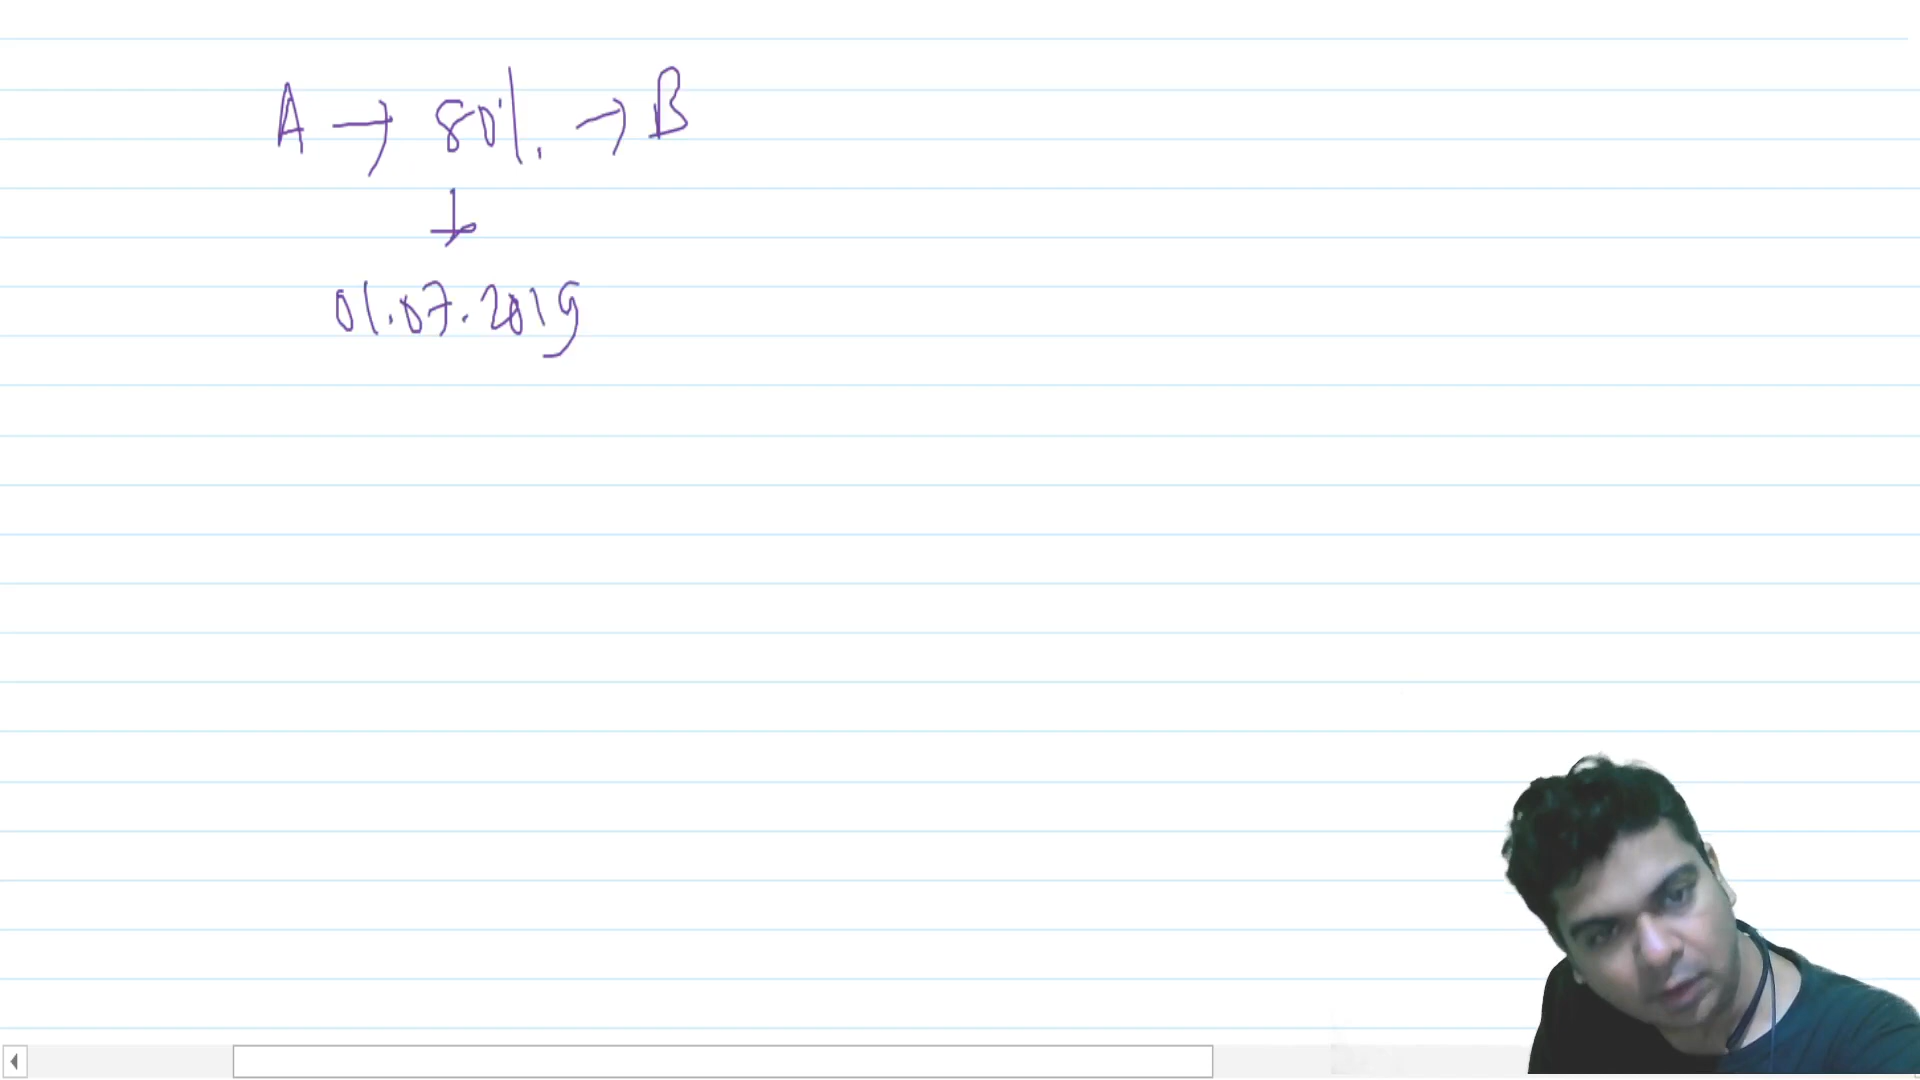 A → 80%. → B
↓
01.07.2019